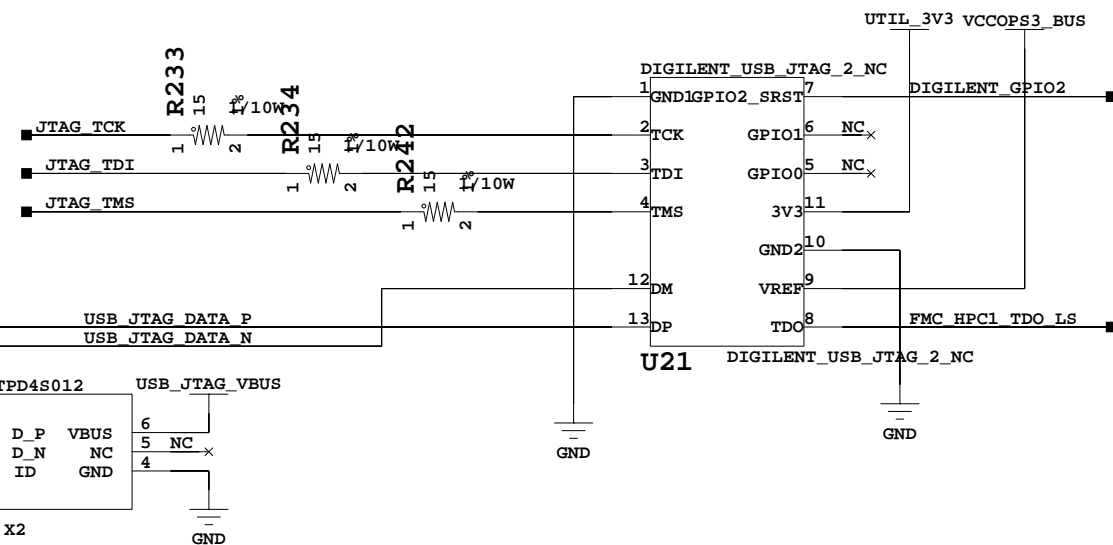 UTIL_3V3 VCCOPS3_BUS
R233
15
1/10W
1 2
R234
15
1/10W
1 2
R242
15
1%
1/10W
1 2
JTAG_TCK
JTAG_TDI
JTAG_TMS
DIGILENT_USB_JTAG_2_NC
1 GND1 GPIO2_SRST 7 DIGILENT_GPIO2
2 TCK GPIO1 6 NC
3 TDI GPIO0 5 NC
4 TMS 3V3 11
GND2 10
12 DM VREF 9
13 DP TDO 8 FMC_HPC1_TDO_LS
USB_JTAG_DATA_P
USB_JTAG_DATA_N
U21 DIGILENT_USB_JTAG_2_NC
TPD4S012 USB_JTAG_VBUS
D_P VBUS 6
D_N NC 5 NC
ID GND 4
X2
GND
GND
GND